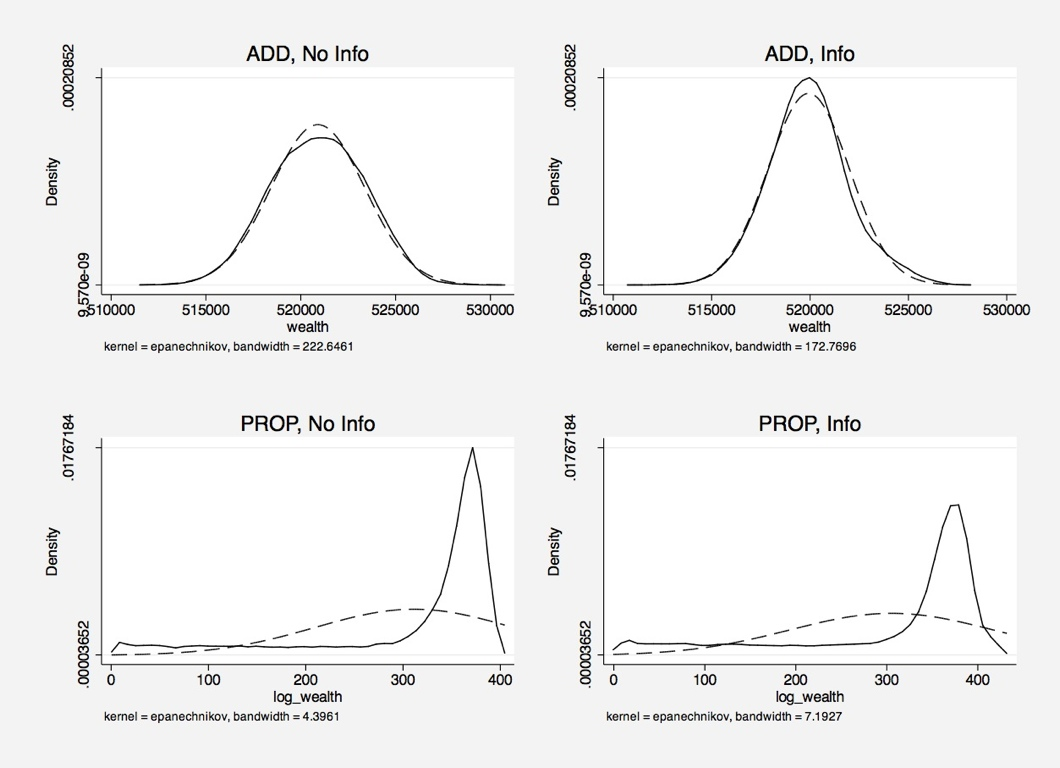 ADD, No Info
.00020852
Density
9.570e-09
510000 515000 520000 525000 530000
wealth
kernel = epanechnikov, bandwidth = 222.6461
ADD, Info
.00020852
Density
9.570e-09
510000 515000 520000 525000 530000
wealth
kernel = epanechnikov, bandwidth = 172.7696
PROP, No Info
.01767184
Density
.00003652
0 100 200 300 400
log_wealth
kernel = epanechnikov, bandwidth = 4.3961
PROP, Info
.01767184
Density
.00003652
0 100 200 300 400
log_wealth
kernel = epanechnikov, bandwidth = 7.1927